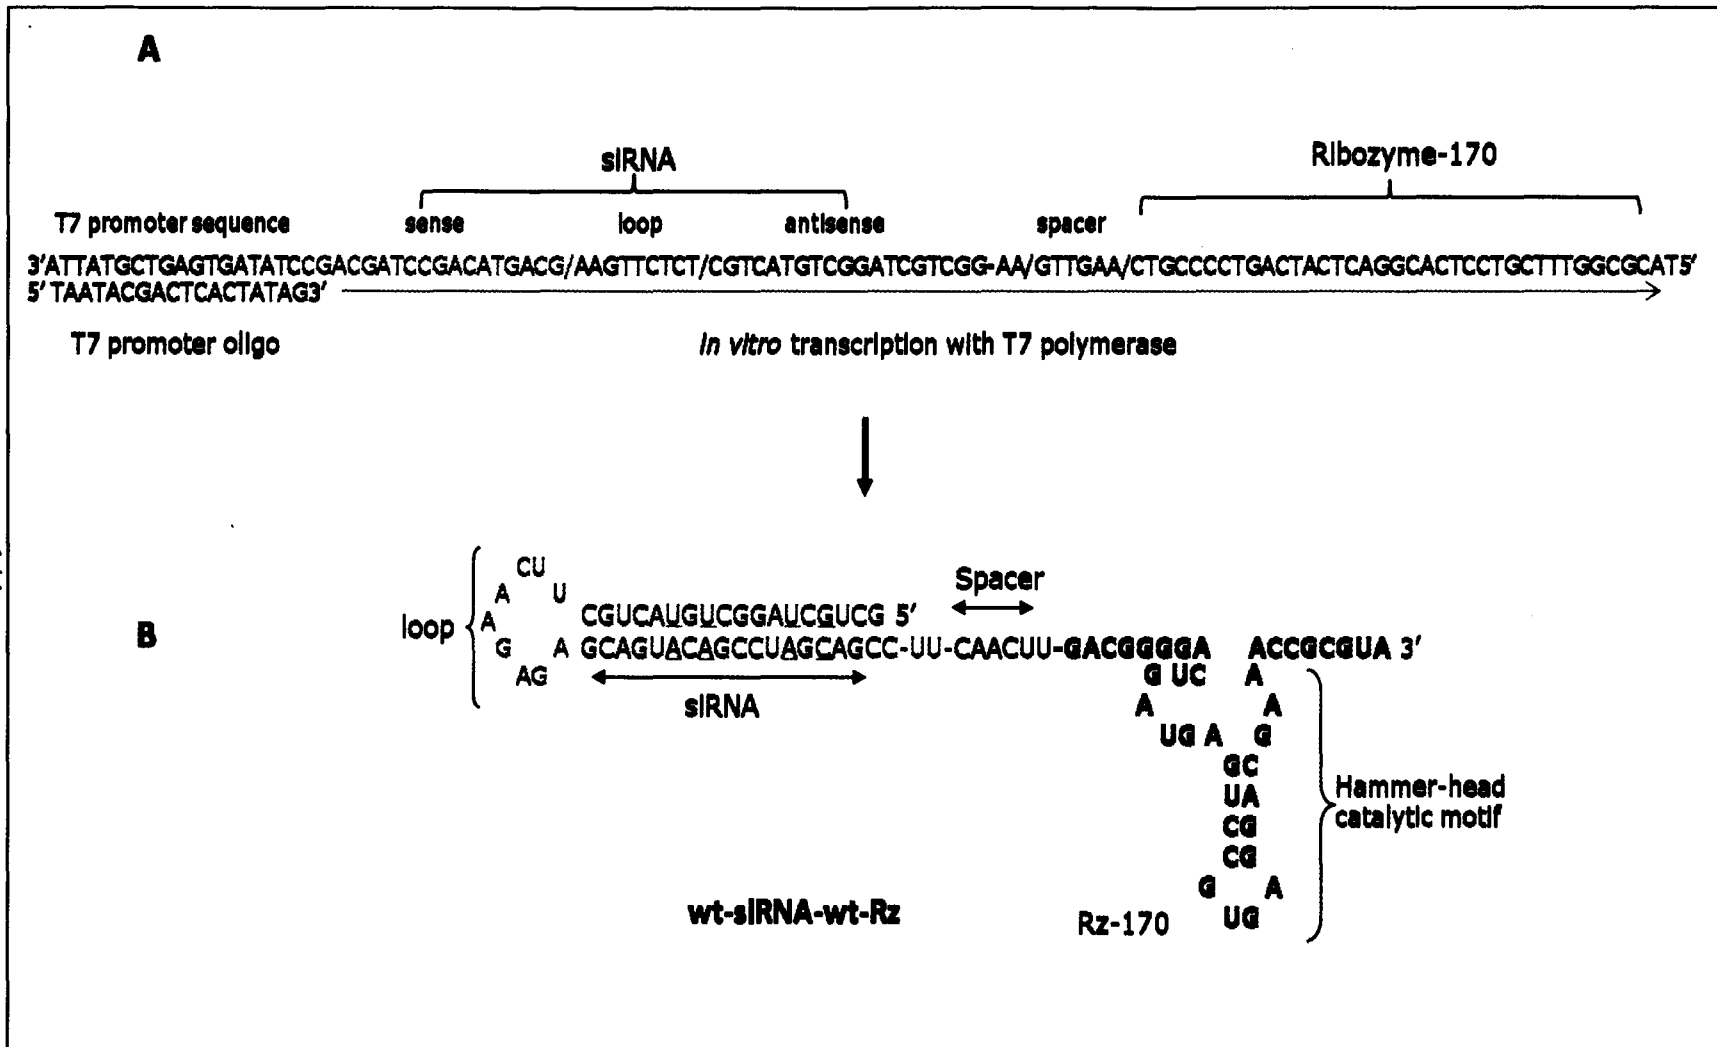 A
siRNA
Ribozyme-170
T7 promoter sequence sense loop antisense spacer
3'ATTATGCTGAGTGATATCCGACGATCCGACATGACG/AAGTTCTCT/CGTCATGTCGGATCGTCGG-AA/GTTGAA/CTGCCCCTGACTACTCAGGCACTCCTGCTTTGGCGCAT5'
5' TAATACGACTCACTATAG3'
T7 promoter oligo
In vitro transcription with T7 polymerase
B
loop
CU
A U
A
G A
AG
CGUCAUGUCGGAUCGUCG 5'
GCAGUACAGCCUAGCAGCC-UU-CAACUU-GACGGGGA ACCGCGUA 3'
siRNA
Spacer
G UC A
A A
UG A G
GC
UA
CG
CG
G A
UG
Hammer-head
catalytic motif
wt-siRNA-wt-Rz
Rz-170